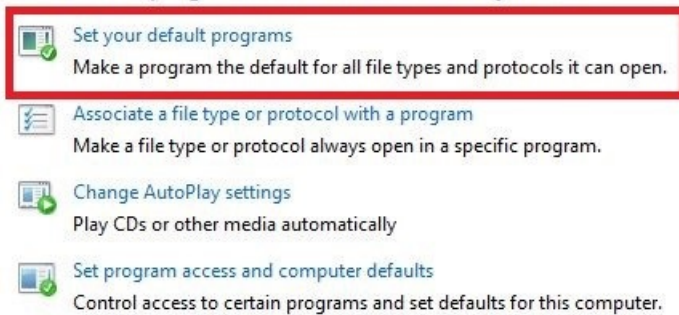 Set your default programs
Make a program the default for all file types and protocols it can open.
Associate a file type or protocol with a program
Make a file type or protocol always open in a specific program.
Change AutoPlay settings
Play CDs or other media automatically
Set program access and computer defaults
Control access to certain programs and set defaults for this computer.